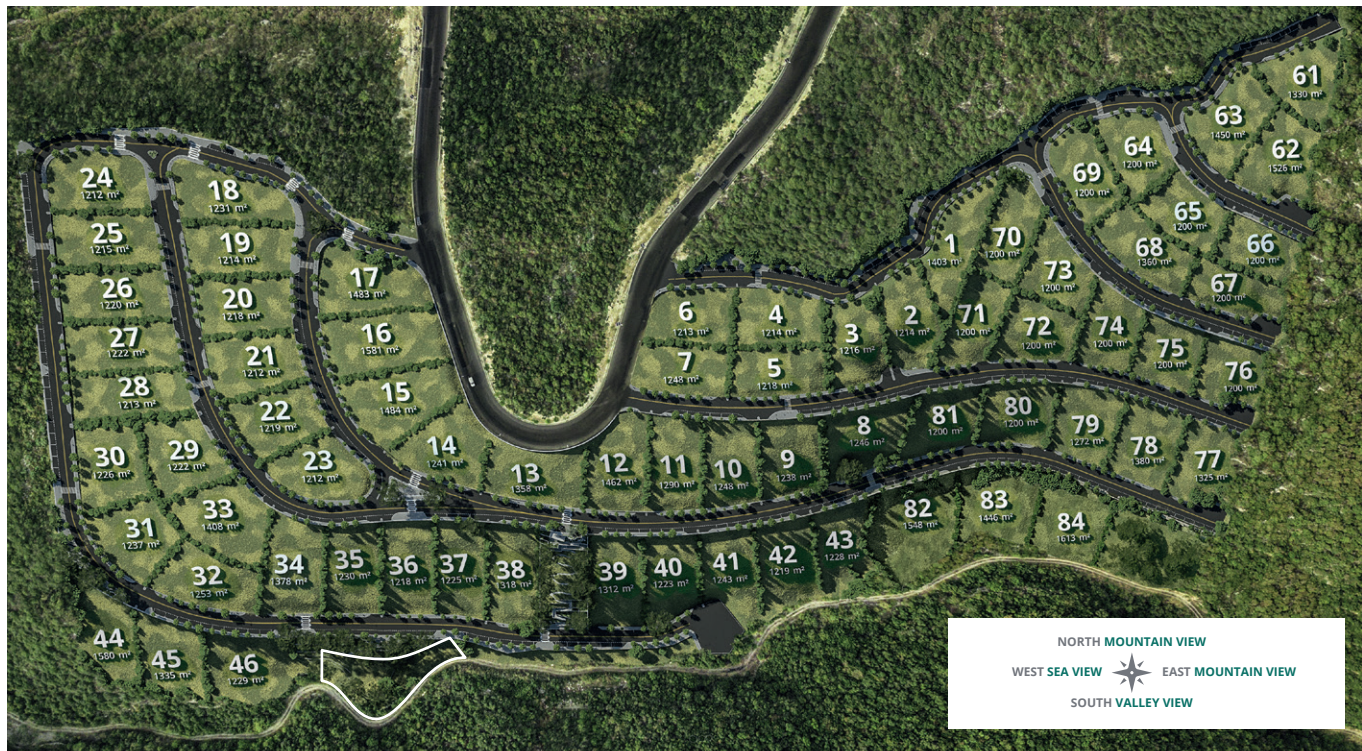 61
1330 m²
63
1450 m²
62
1526 m²
64
1200 m²
69
1200 m²
65
1200 m²
66
1200 m²
68
1360 m²
67
1200 m²
24
1212 m²
18
1231 m²
25
1215 m²
19
1214 m²
17
1483 m²
26
1220 m²
20
1218 m²
16
1581 m²
27
1222 m²
21
1212 m²
28
1213 m²
15
1484 m²
22
1219 m²
30
1226 m²
29
1222 m²
23
1212 m²
14
1241 m²
13
1358 m²
1
1403 m²
70
1200 m²
73
1200 m²
6
1213 m²
4
1214 m²
3
1216 m²
2
1214 m²
71
1200 m²
72
1200 m²
74
1200 m²
75
1200 m²
76
1200 m²
7
1248 m²
5
1218 m²
12
1462 m²
11
1290 m²
10
1248 m²
9
1238 m²
8
1246 m²
81
1200 m²
80
1200 m²
79
1272 m²
78
1380 m²
77
1325 m²
33
1408 m²
31
1237 m²
32
1253 m²
34
1378 m²
35
1230 m²
36
1218 m²
37
1225 m²
38
1318 m²
39
1312 m²
40
1223 m²
41
1243 m²
42
1219 m²
43
1228 m²
82
1548 m²
83
1446 m²
84
1613 m²
44
1580 m²
45
1335 m²
46
1229 m²
NORTH MOUNTAIN VIEW
WEST SEA VIEW EAST MOUNTAIN VIEW
SOUTH VALLEY VIEW